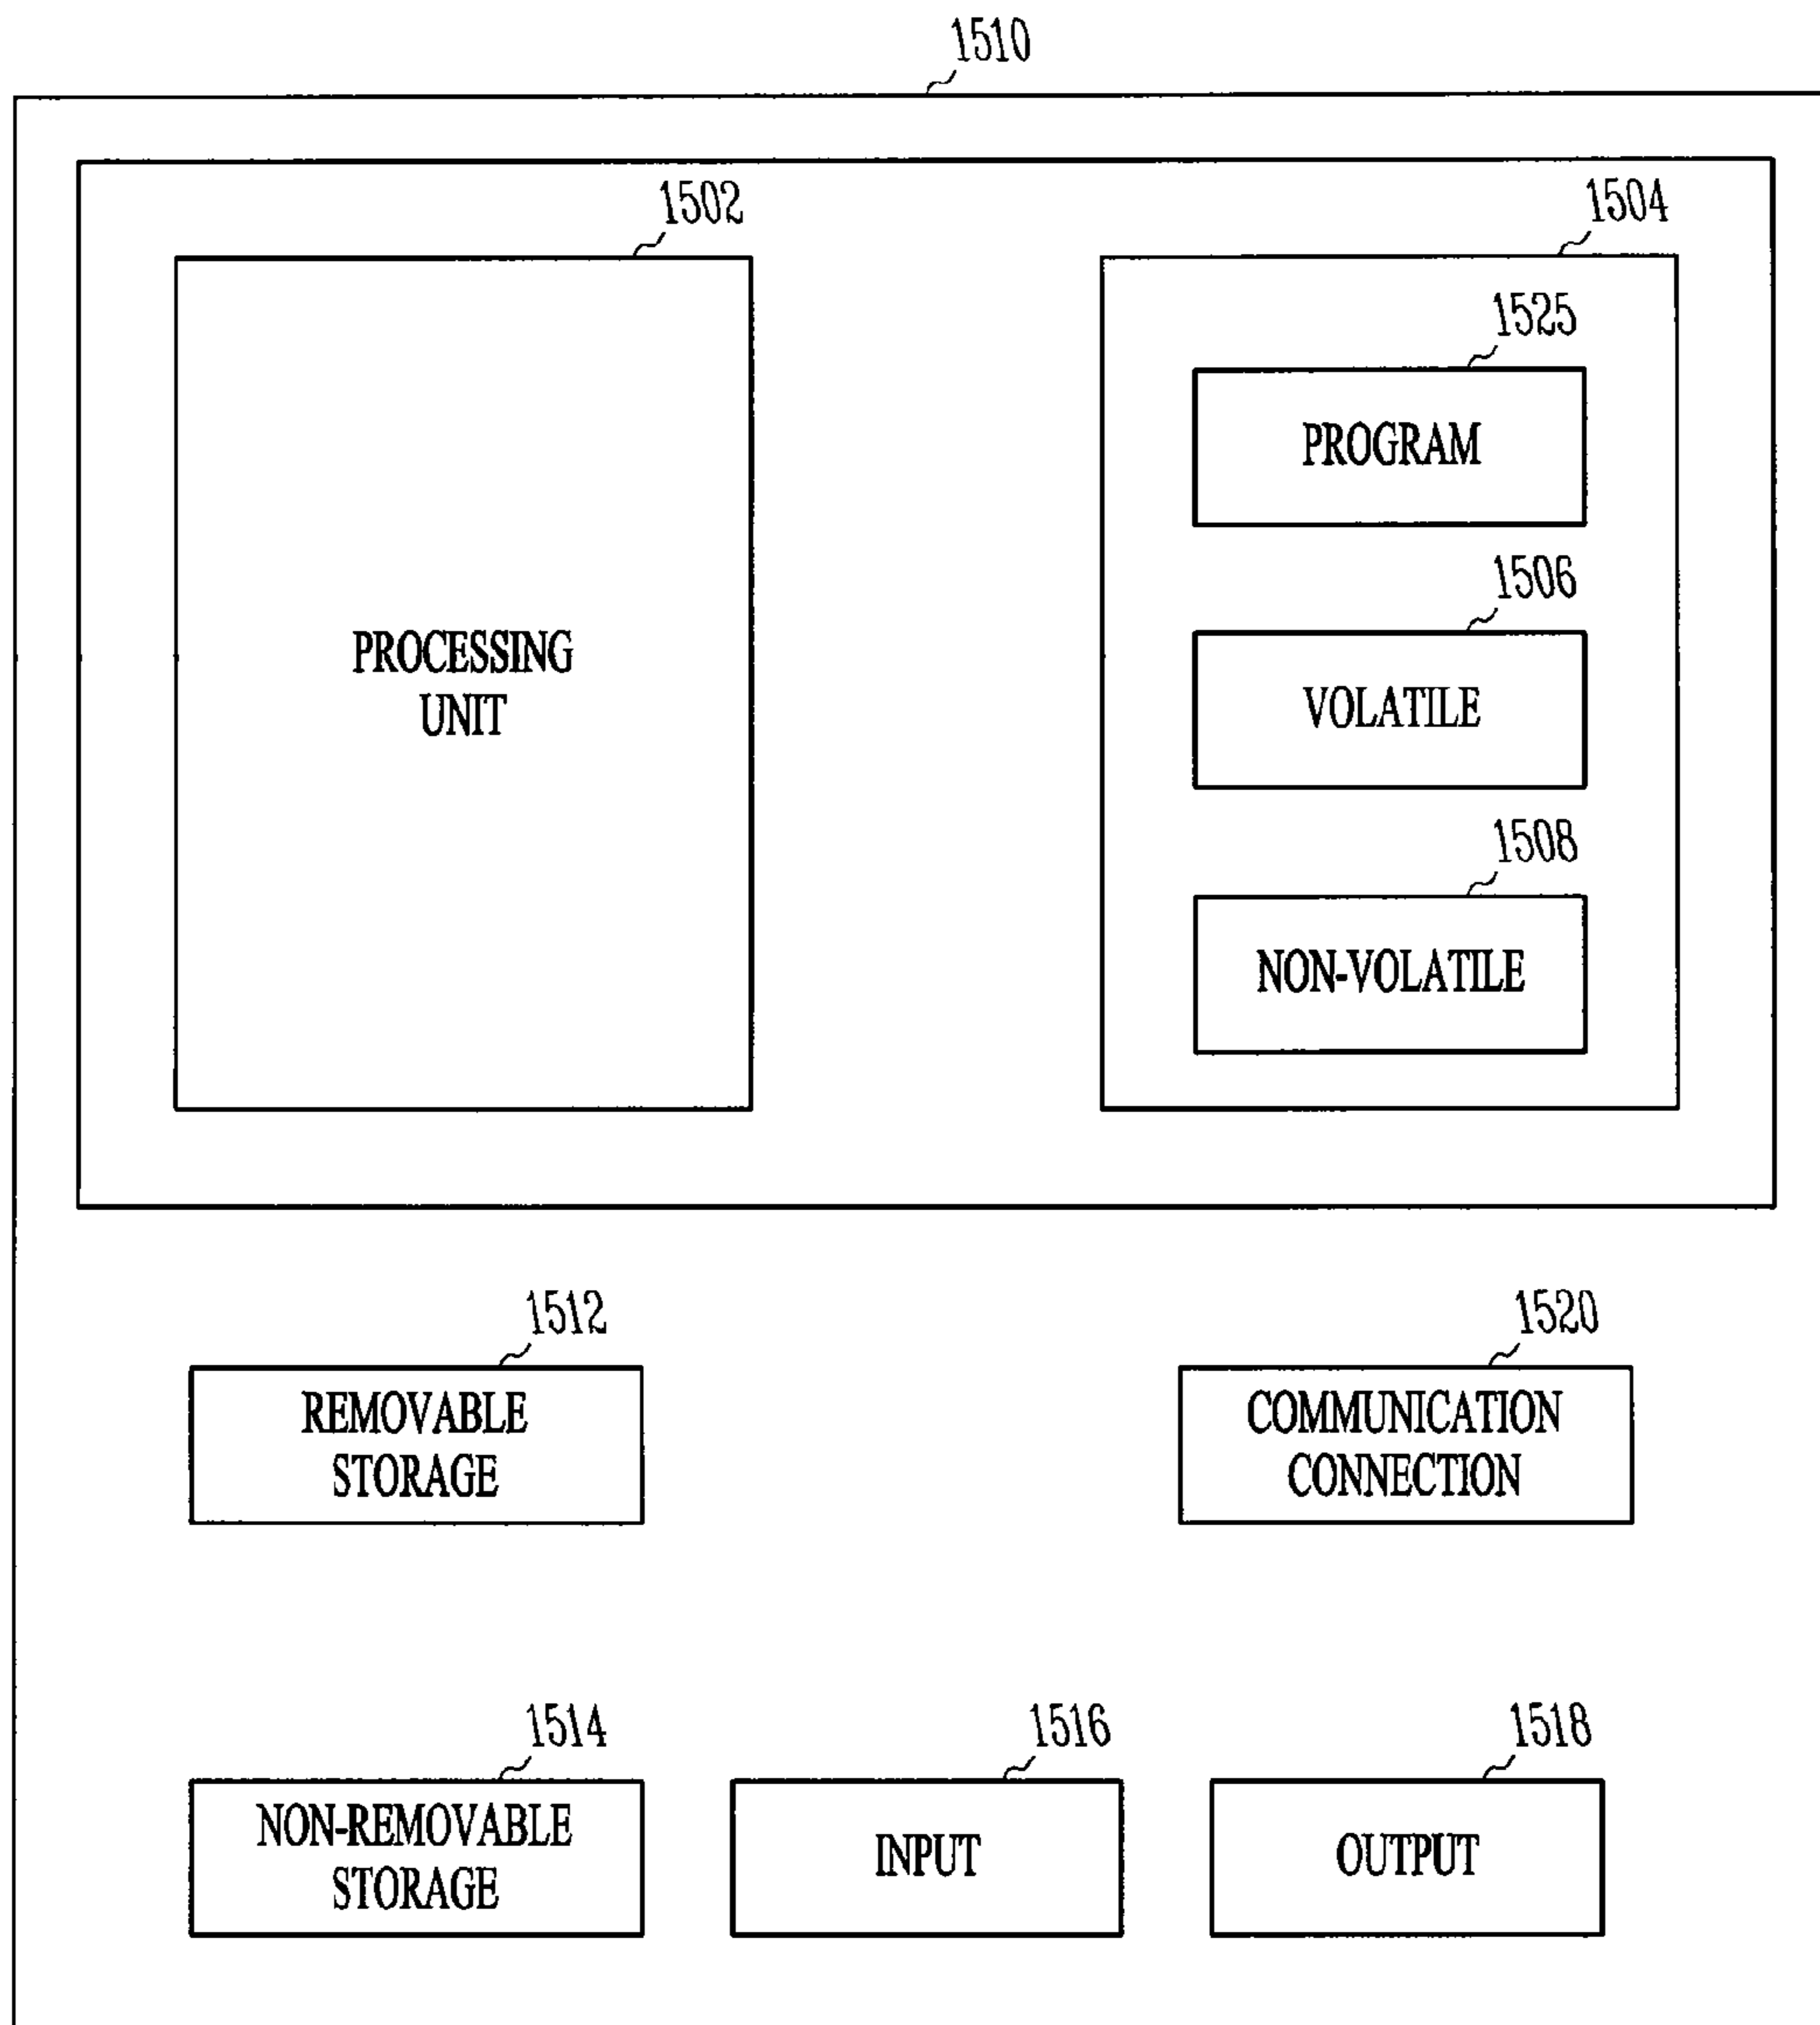 1510
1502
1504
1525
PROGRAM
1506
PROCESSING
UNIT
VOLATILE
1508
NON-VOLATILE
1512
1520
REMOVABLE
STORAGE
COMMUNICATION
CONNECTION
1514
1516
1518
NON-REMOVABLE
STORAGE
INPUT
OUTPUT